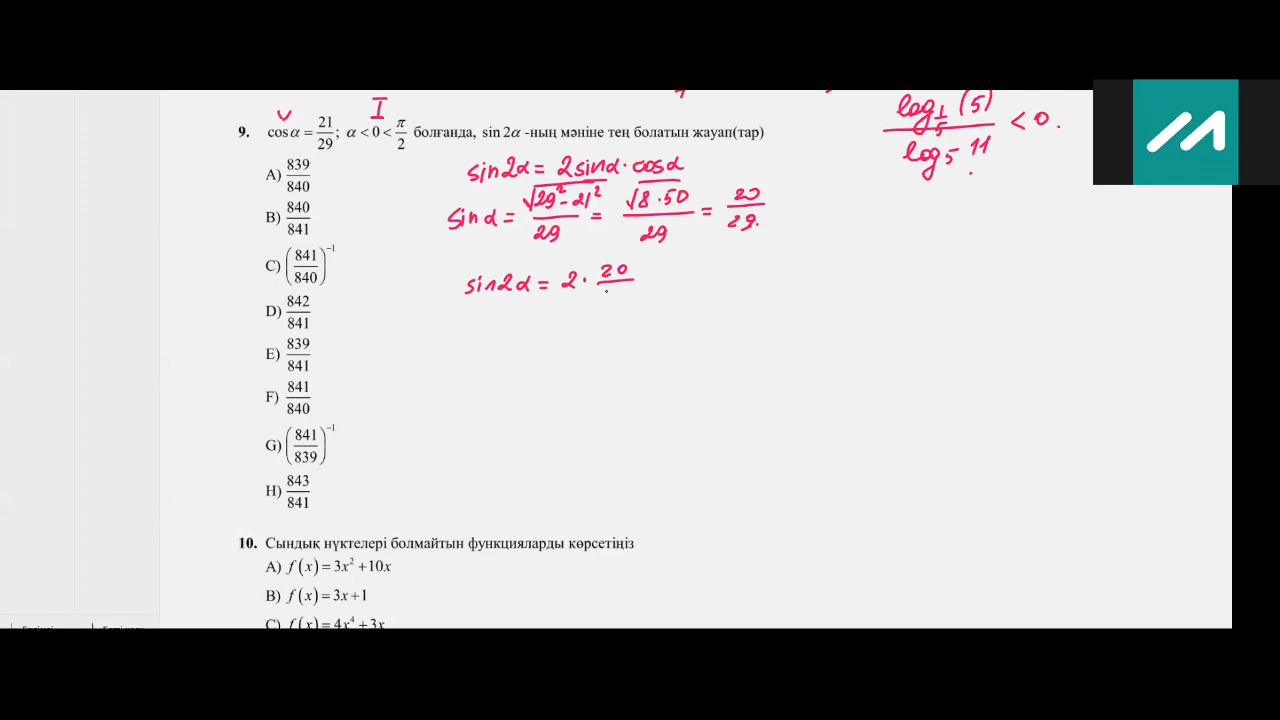 I
9. cos α = 21/29; α < 0 < π/2 болғанда, sin 2α -ның мәніне тең болатын жауап(тар)
A) 839/840
B) 840/841
C) (841/840)^−1
D) 842/841
E) 839/841
F) 841/840
G) (841/839)^−1
H) 843/841
sin2α = 2sinα · cosα
sinα = √(29² − 21²)/29 = √(8 · 50)/29 = 20/29.
sin2α = 2 · 20/
log_1/5 (5) / log_5 11 < 0.
10. Сындық нүктелері болмайтын функцияларды көрсетіңіз
A) f(x) = 3x² + 10x
B) f(x) = 3x + 1
C) f(x) = 4x⁴ + 3x